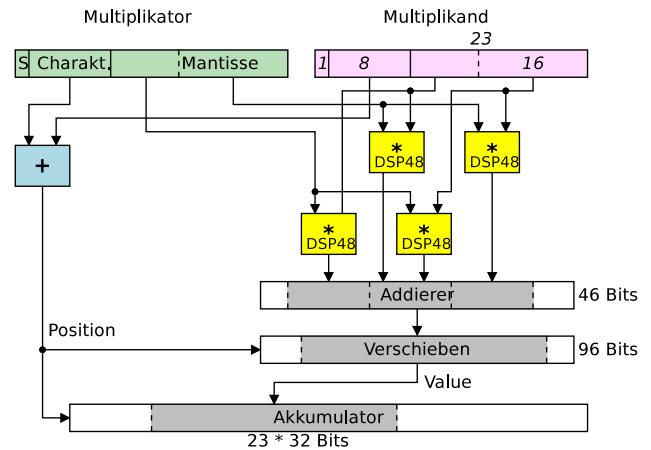 Multiplikator Multiplikand
23
S Charakt. Mantisse 1 8 16
*
DSP48
*
DSP48
+
*
DSP48
*
DSP48
Addierer 46 Bits
Position
Verschieben 96 Bits
Value
Akkumulator
23 * 32 Bits